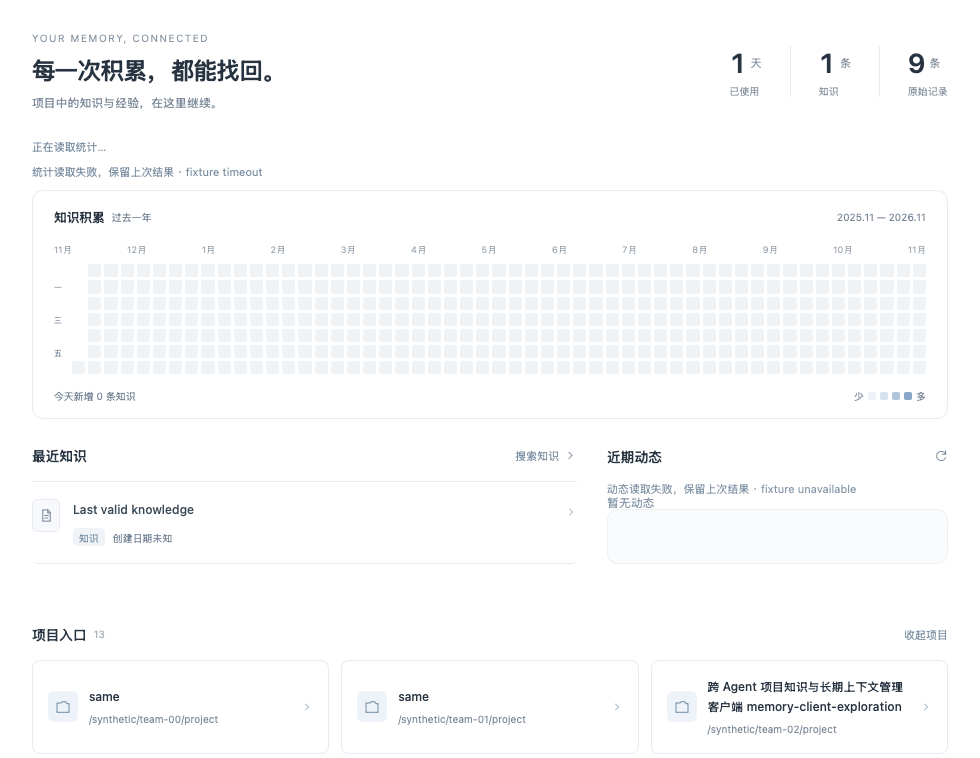 YOUR MEMORY, CONNECTED
每一次积累，都能找回。
项目中的知识与经验，在这里继续。
1 天
已使用
1 条
知识
9 条
原始记录
正在读取统计…
统计读取失败，保留上次结果 · fixture timeout
知识积累 过去一年
2025.11 — 2026.11
11月 12月 1月 2月 3月 4月 5月 6月 7月 8月 9月 10月 11月
一
三
五
今天新增 0 条知识
少 多
最近知识
搜索知识
Last valid knowledge
知识 创建日期未知
近期动态
动态读取失败，保留上次结果 · fixture unavailable
暂无动态
项目入口 13
收起项目
same
/synthetic/team-00/project
same
/synthetic/team-01/project
跨 Agent 项目知识与长期上下文管理
客户端 memory-client-exploration
/synthetic/team-02/project